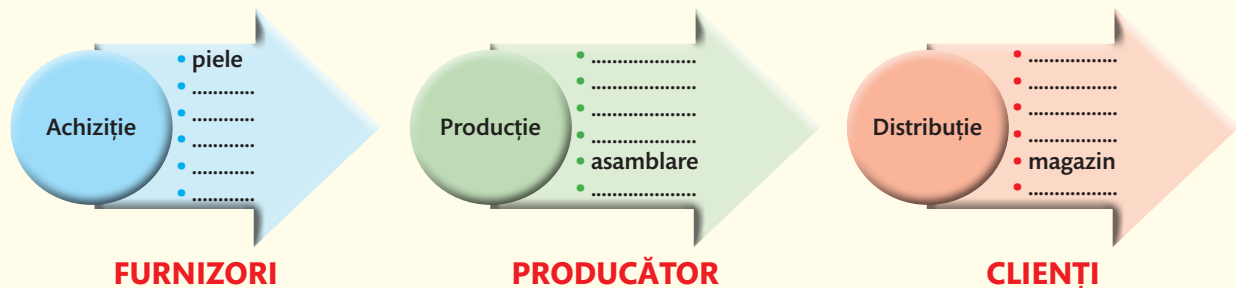 Achiziție
• piele
• ............
• ............
• ............
• ............
• ............
FURNIZORI
Producție
• ....................
• ....................
• ....................
• ....................
• asamblare
• ....................
PRODUCĂTOR
Distribuție
• .................
• .................
• .................
• .................
• magazin
• .................
CLIENȚI